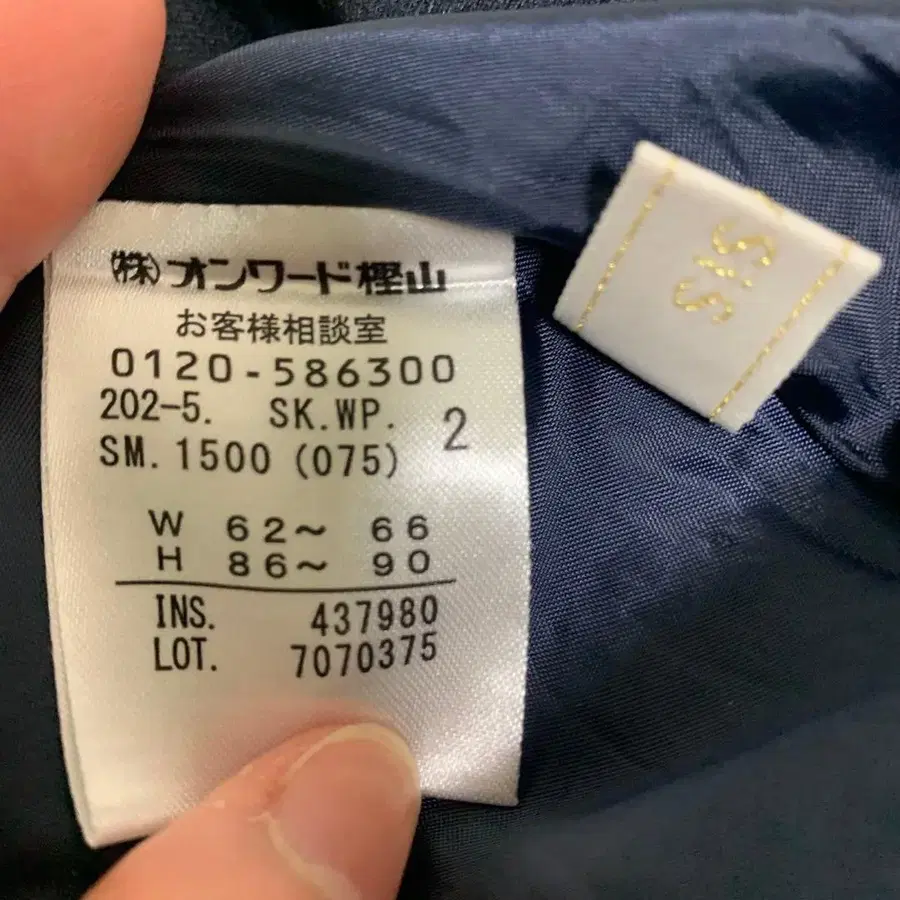 (株)オンワード樫山
お客様相談室
0120-586300
202-5. SK.WP. 2
SM.1500 (075)
W 62〜 66
H 86〜 90
INS. 437980
LOT. 7070375